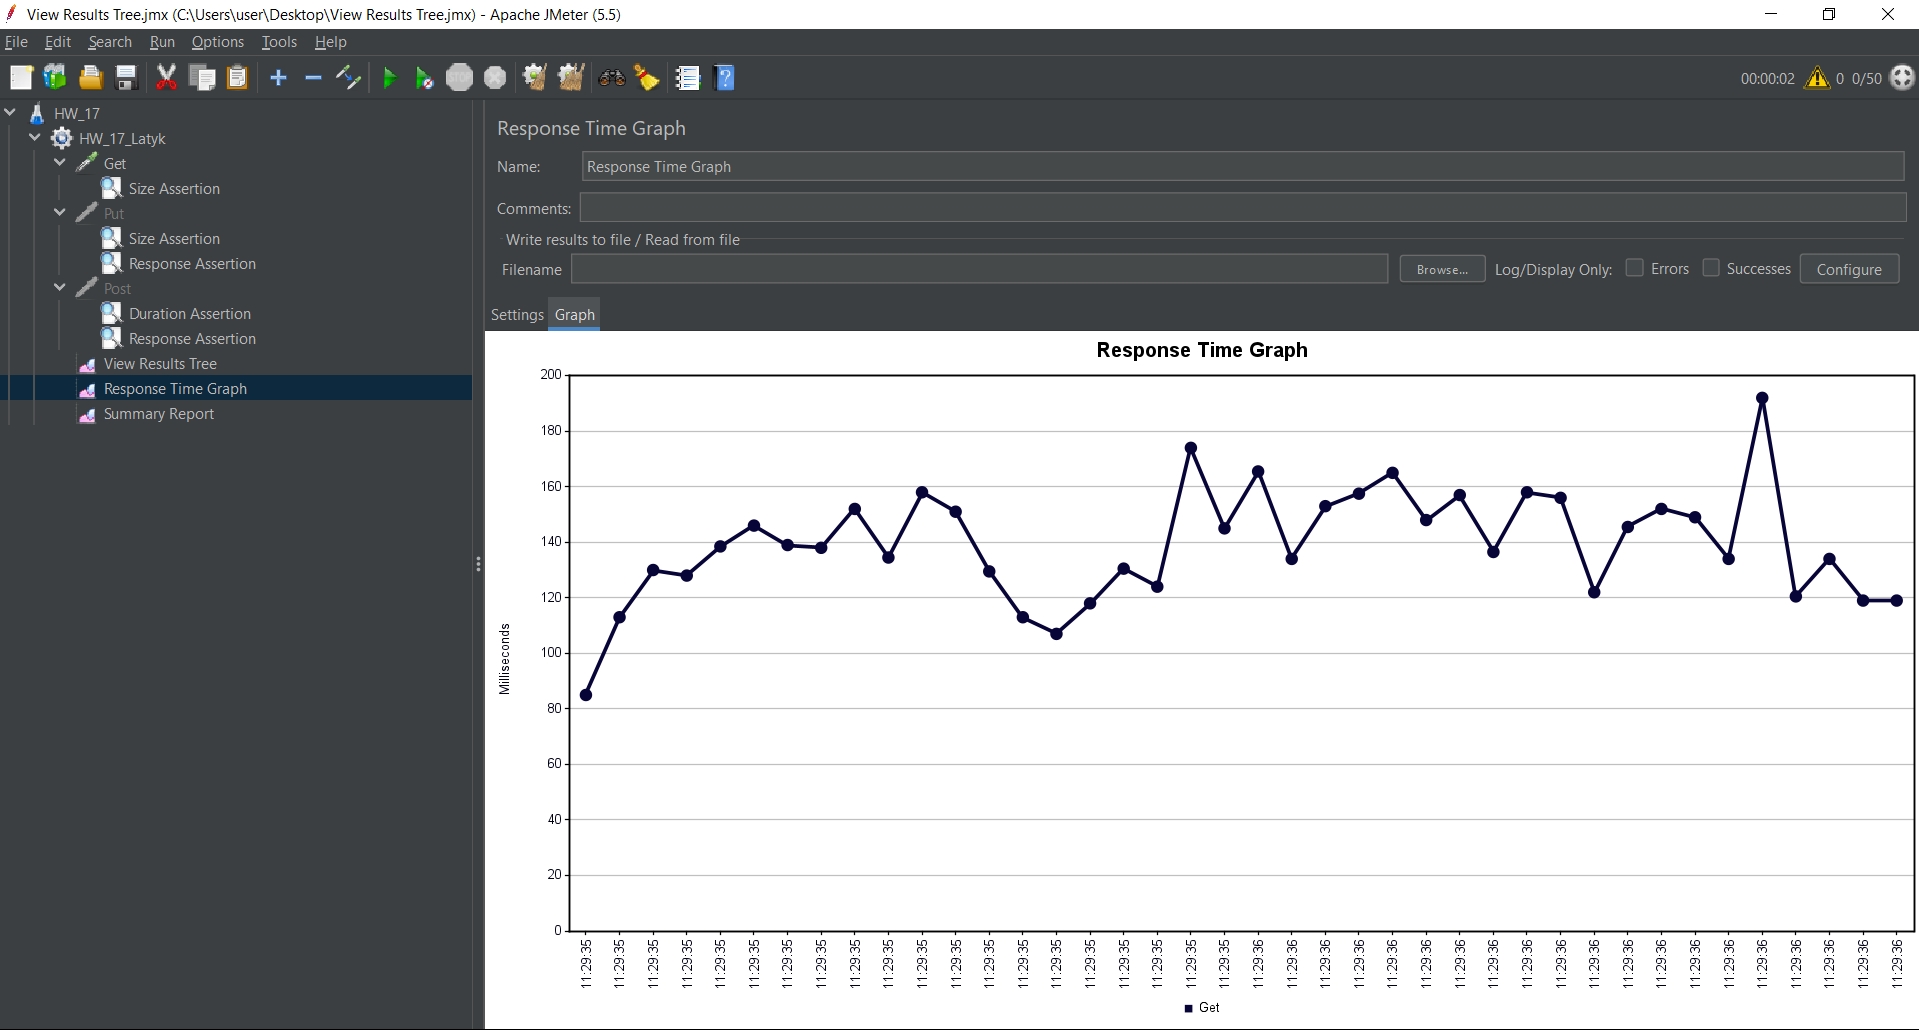 View Results Tree.jmx (C:\Users\user\Desktop\View Results Tree.jmx) - Apache JMeter (5.5)
File Edit Search Run Options Tools Help
STOP
00:00:02 0 0/50
HW_17
HW_17_Latyk
Get
Size Assertion
Put
Size Assertion
Response Assertion
Post
Duration Assertion
Response Assertion
View Results Tree
Response Time Graph
Summary Report
Response Time Graph
Name: Response Time Graph
Comments:
Write results to file / Read from file
Filename Browse... Log/Display Only: Errors Successes Configure
Settings Graph
Response Time Graph
Milliseconds
200
180
160
140
120
100
80
60
40
20
0
11:29:35 11:29:35 11:29:35 11:29:35 11:29:35 11:29:35 11:29:35 11:29:35 11:29:35 11:29:35 11:29:35 11:29:35 11:29:35 11:29:35 11:29:35 11:29:35 11:29:35 11:29:35 11:29:35 11:29:35 11:29:36 11:29:36 11:29:36 11:29:36 11:29:36 11:29:36 11:29:36 11:29:36 11:29:36 11:29:36 11:29:36 11:29:36 11:29:36 11:29:36 11:29:36 11:29:36 11:29:36 11:29:36 11:29:36 11:29:36
Get